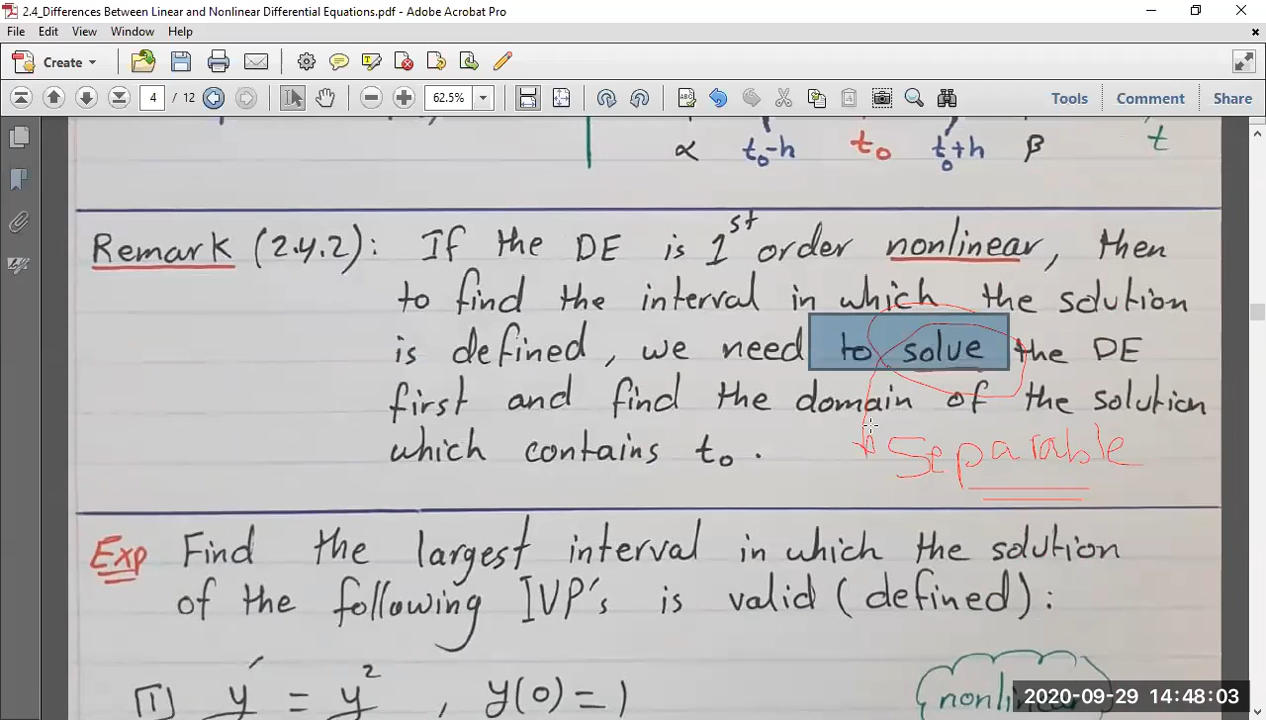 2.4_Differences Between Linear and Nonlinear Differential Equations.pdf - Adobe Acrobat Pro
File Edit View Window Help
Create
4 / 12 62.5% Tools Comment Share
α t₀-h t₀ t₀+h β t
Remark (2.4.2): If the DE is 1st order nonlinear, then
to find the interval in which the solution
is defined, we need to solve the DE
first and find the domain of the solution
which contains t₀.
Separable
Exp Find the largest interval in which the solution
of the following IVP's is valid (defined):
1 y′ = y², y(0) = 1
2020-09-29 14:48:03